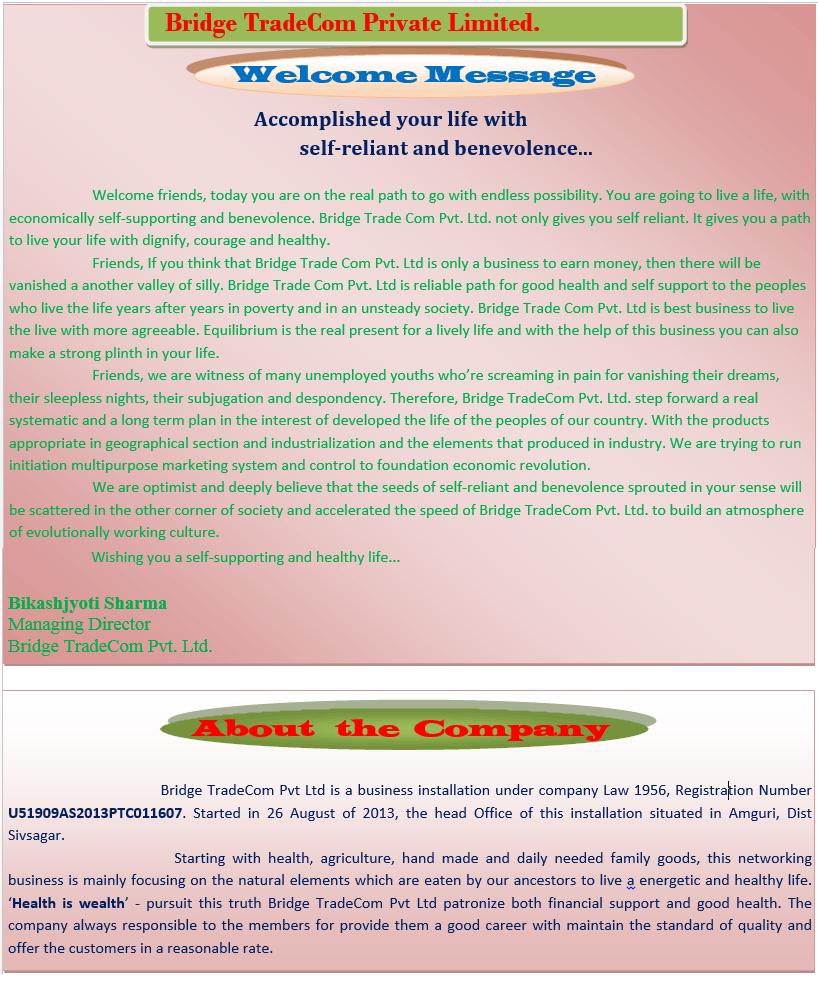 Bridge TradeCom Private Limited.
Welcome Message
Accomplished your life with
self-reliant and benevolence...
Welcome friends, today you are on the real path to go with endless possibility. You are going to live a life, with
economically self-supporting and benevolence. Bridge Trade Com Pvt. Ltd. not only gives you self reliant. It gives you a path
to live your life with dignify, courage and healthy.
Friends, If you think that Bridge Trade Com Pvt. Ltd is only a business to earn money, then there will be
vanished a another valley of silly. Bridge Trade Com Pvt. Ltd is reliable path for good health and self support to the peoples
who live the life years after years in poverty and in an unsteady society. Bridge Trade Com Pvt. Ltd is best business to live
the live with more agreeable. Equilibrium is the real present for a lively life and with the help of this business you can also
make a strong plinth in your life.
Friends, we are witness of many unemployed youths who’re screaming in pain for vanishing their dreams,
their sleepless nights, their subjugation and despondency. Therefore, Bridge TradeCom Pvt. Ltd. step forward a real
systematic and a long term plan in the interest of developed the life of the peoples of our country. With the products
appropriate in geographical section and industrialization and the elements that produced in industry. We are trying to run
initiation multipurpose marketing system and control to foundation economic revolution.
We are optimist and deeply believe that the seeds of self-reliant and benevolence sprouted in your sense will
be scattered in the other corner of society and accelerated the speed of Bridge TradeCom Pvt. Ltd. to build an atmosphere
of evolutionally working culture.
Wishing you a self-supporting and healthy life...
Bikashjyoti Sharma
Managing Director
Bridge TradeCom Pvt. Ltd.
About the Company
Bridge TradeCom Pvt Ltd is a business installation under company Law 1956, Registration Number
U51909AS2013PTC011607. Started in 26 August of 2013, the head Office of this installation situated in Amguri, Dist
Sivsagar.
Starting with health, agriculture, hand made and daily needed family goods, this networking
business is mainly focusing on the natural elements which are eaten by our ancestors to live a energetic and healthy life.
‘Health is wealth’ - pursuit this truth Bridge TradeCom Pvt Ltd patronize both financial support and good health. The
company always responsible to the members for provide them a good career with maintain the standard of quality and
offer the customers in a reasonable rate.